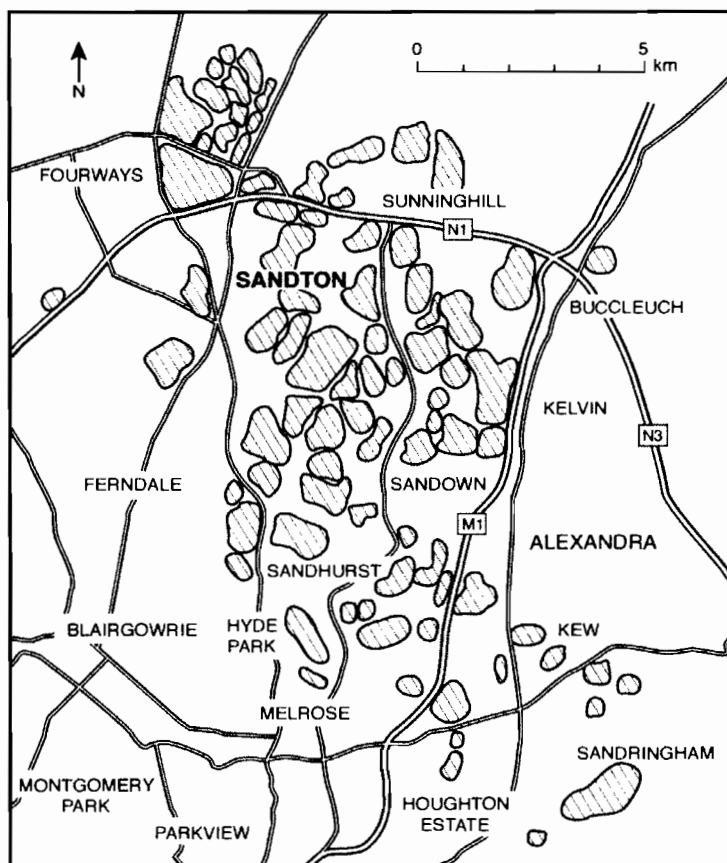 0 5
km
N
FOURWAYS
SUNNINGHILL
N1
SANDTON
BUCCLEUCH
KELVIN
N3
FERNDALE
SANDOWN
M1
ALEXANDRA
SANDHURST
BLAIRGOWRIE
HYDE
PARK
KEW
MELROSE
SANDRINGHAM
MONTGOMERY
PARK
HOUGHTON
ESTATE
PARKVIEW